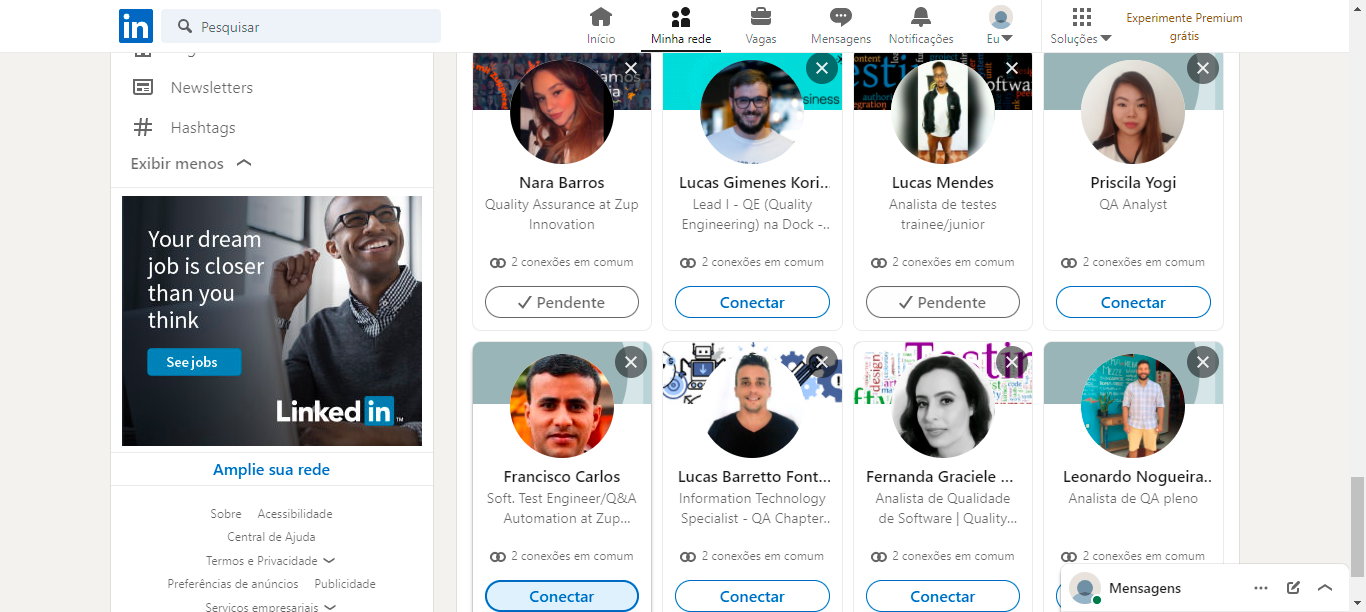 in
Pesquisar
Início
Minha rede
Vagas
Mensagens
Notificações
Eu
Soluções
Experimente Premium
grátis
Newsletters
Hashtags
Exibir menos
Your dream
job is closer
than you
think
See jobs
Linked in
Amplie sua rede
Sobre Acessibilidade
Central de Ajuda
Termos e Privacidade
Preferências de anúncios Publicidade
Serviços empresariais
Nara Barros
Quality Assurance at Zup
Innovation
2 conexões em comum
Pendente
siness
Lucas Gimenes Kori...
Lead I - QE (Quality
Engineering) na Dock -..
2 conexões em comum
Conectar
Lucas Mendes
Analista de testes
trainee/junior
2 conexões em comum
Pendente
Priscila Yogi
QA Analyst
2 conexões em comum
Conectar
Francisco Carlos
Soft. Test Engineer/Q&A
Automation at Zup...
2 conexões em comum
Conectar
Lucas Barretto Font...
Information Technology
Specialist - QA Chapter..
2 conexões em comum
Conectar
Testin
design
Fernanda Graciele ...
Analista de Qualidade
de Software | Quality...
2 conexões em comum
Conectar
Leonardo Nogueira..
Analista de QA pleno
2 conexões em comum
Mensagens